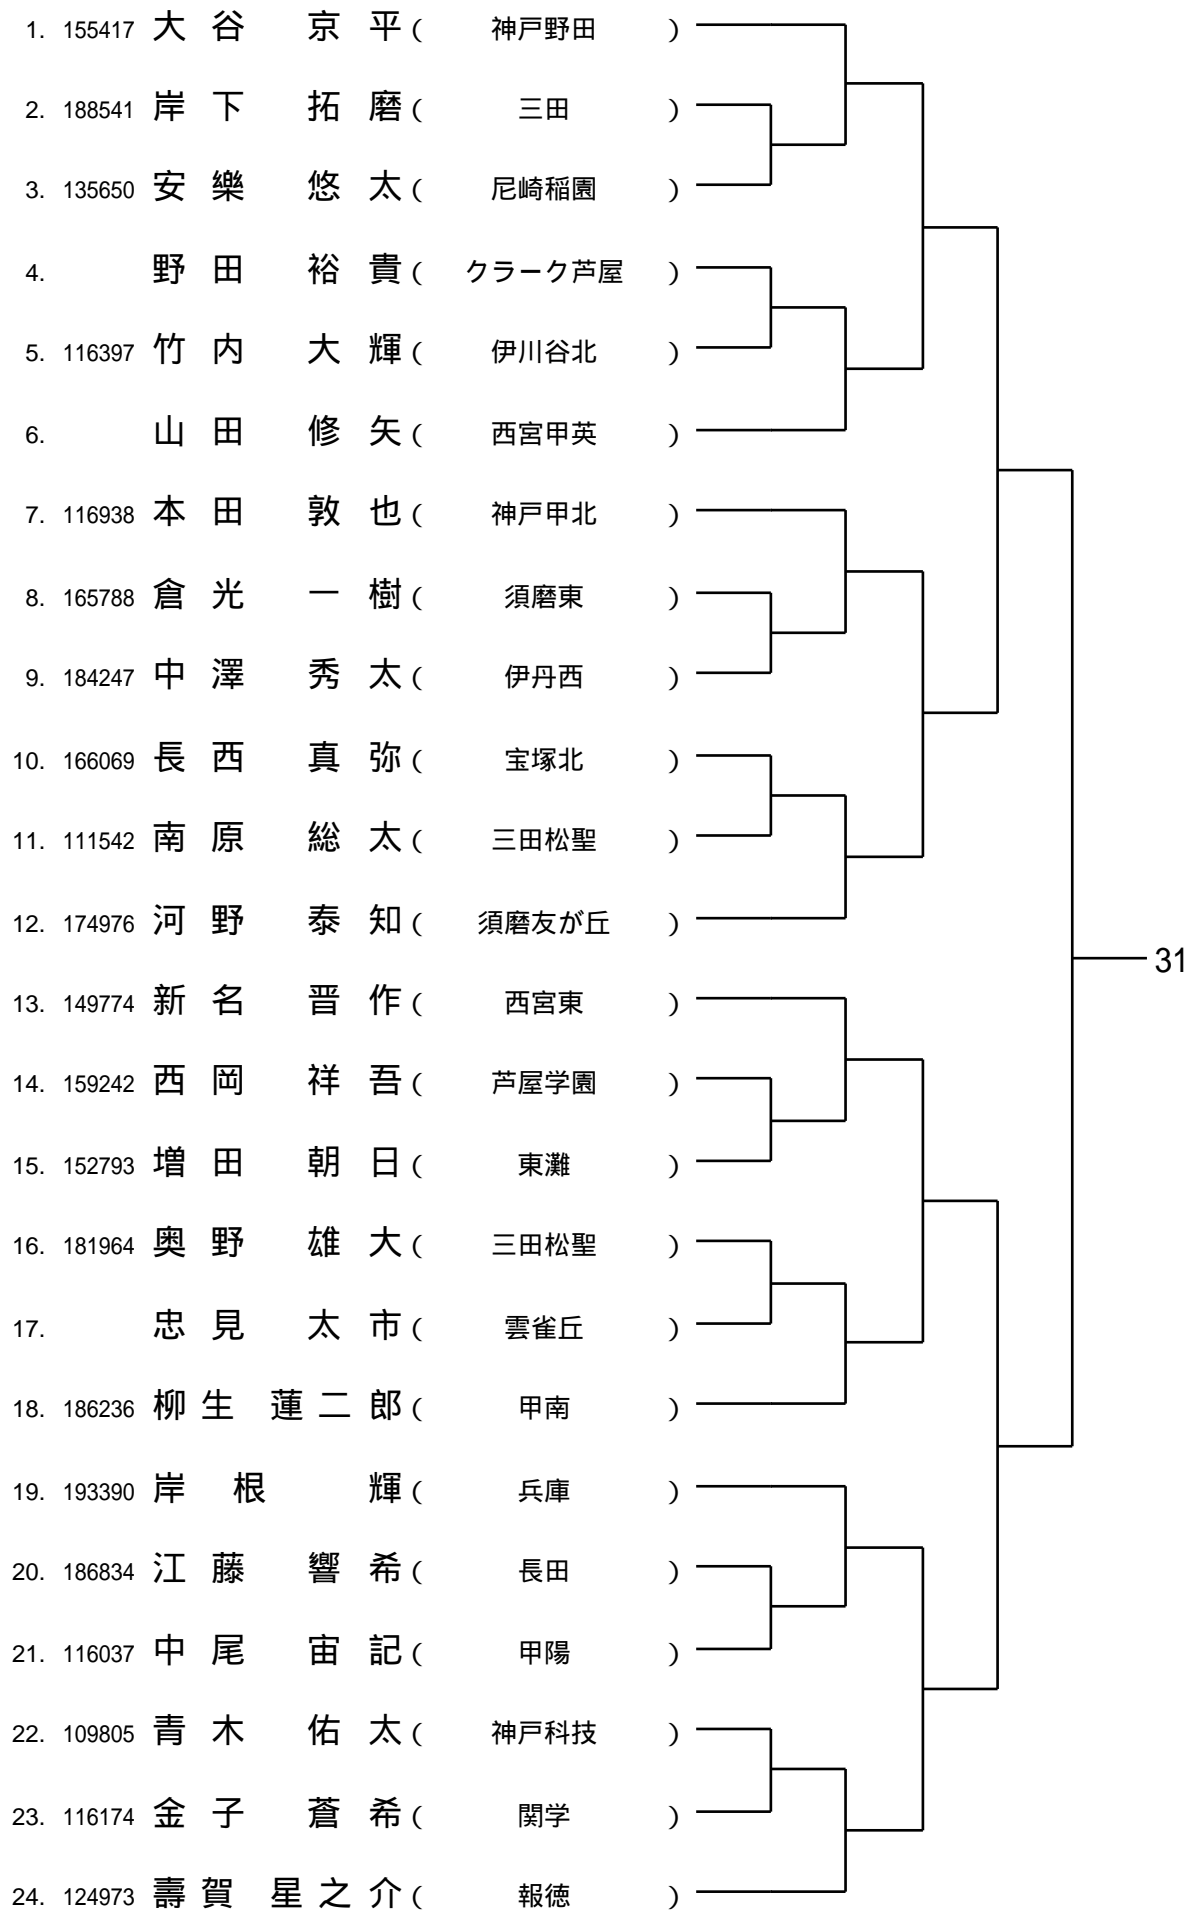 1. 155417 大谷 京平 ( 神戸野田 )
2. 188541 岸下 拓磨 ( 三田 )
3. 135650 安樂 悠太 ( 尼崎稲園 )
4. 野田 裕貴 ( クラーク芦屋 )
5. 116397 竹内 大輝 ( 伊川谷北 )
6. 山田 修矢 ( 西宮甲英 )
7. 116938 本田 敦也 ( 神戸甲北 )
8. 165788 倉光 一樹 ( 須磨東 )
9. 184247 中澤 秀太 ( 伊丹西 )
10. 166069 長西 真弥 ( 宝塚北 )
11. 111542 南原 総太 ( 三田松聖 )
12. 174976 河野 泰知 ( 須磨友が丘 )
31
13. 149774 新名 晋作 ( 西宮東 )
14. 159242 西岡 祥吾 ( 芦屋学園 )
15. 152793 増田 朝日 ( 東灘 )
16. 181964 奥野 雄大 ( 三田松聖 )
17. 忠見 太市 ( 雲雀丘 )
18. 186236 柳生 蓮二郎 ( 甲南 )
19. 193390 岸根 輝 ( 兵庫 )
20. 186834 江藤 響希 ( 長田 )
21. 116037 中尾 宙記 ( 甲陽 )
22. 109805 青木 佑太 ( 神戸科技 )
23. 116174 金子 蒼希 ( 関学 )
24. 124973 壽賀 星之介 ( 報徳 )